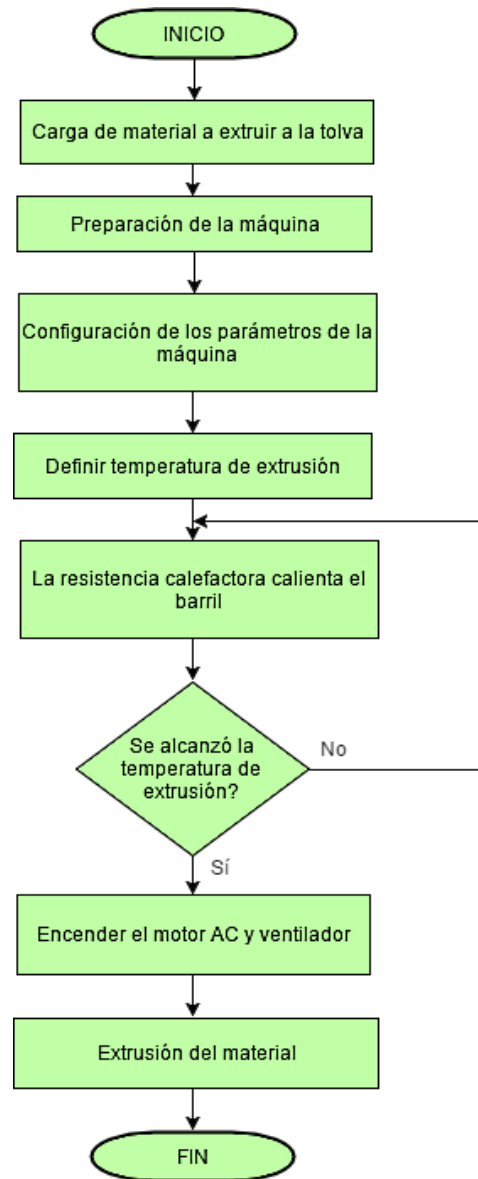 INICIO
Carga de material a extruir a la tolva
Preparación de la máquina
Configuración de los parámetros de la
máquina
Definir temperatura de extrusión
La resistencia calefactora calienta el
barril
Se alcanzó la
temperatura de
extrusión?
No
Sí
Encender el motor AC y ventilador
Extrusión del material
FIN